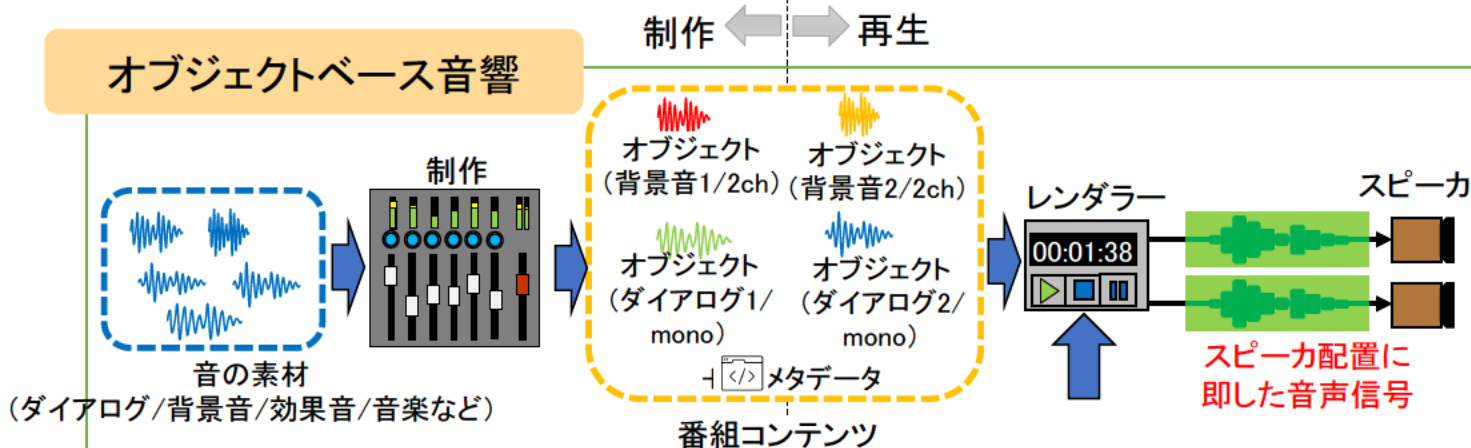 制作 再生
オブジェクトベース音響
制作
オブジェクト
（背景音1/2ch）
オブジェクト
（背景音2/2ch）
オブジェクト
（ダイアログ1/
mono）
オブジェクト
（ダイアログ2/
mono）
</>メタデータ
番組コンテンツ
音の素材
（ダイアログ/背景音/効果音/音楽など）
レンダラー
00:01:38
スピーカ
スピーカ配置に
即した音声信号